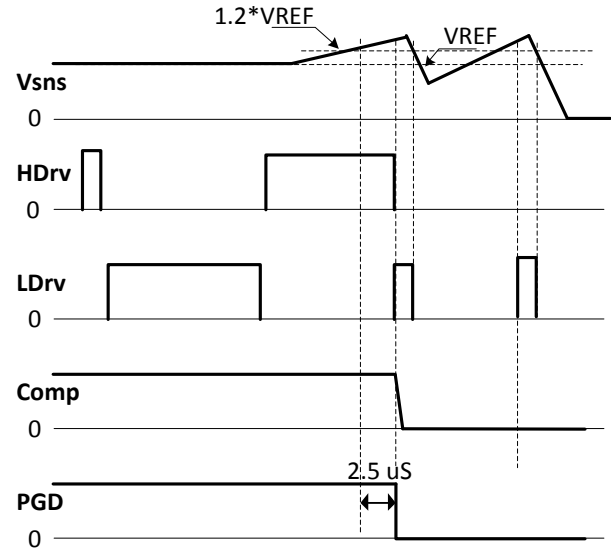 1.2*VREF
VREF
Vsns
0
HDrv
0
LDrv
0
Comp
0
2.5 uS
PGD
0